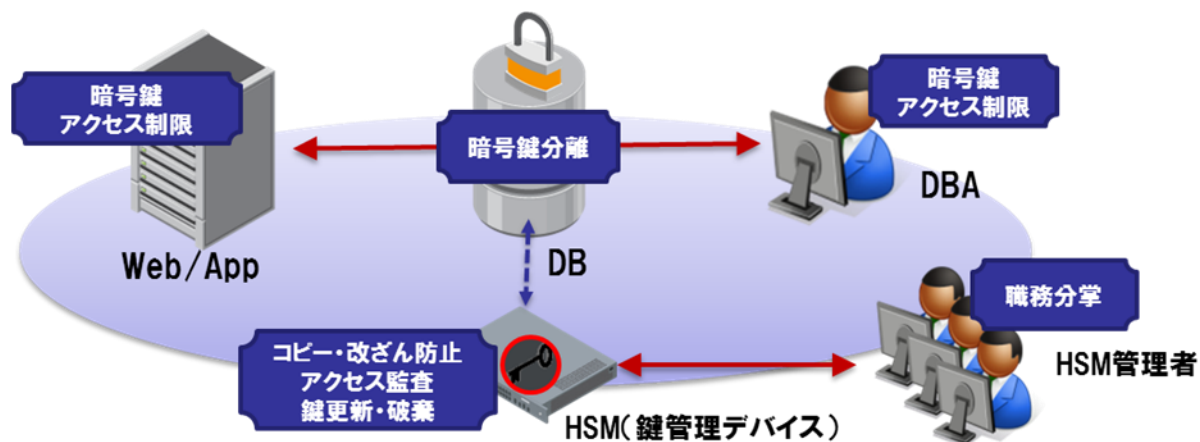 暗号鍵
アクセス制限
Web/App
暗号鍵分離
DB
暗号鍵
アクセス制限
DBA
コピー・改ざん防止
アクセス監査
鍵更新・破棄
HSM(鍵管理デバイス)
職務分掌
HSM管理者